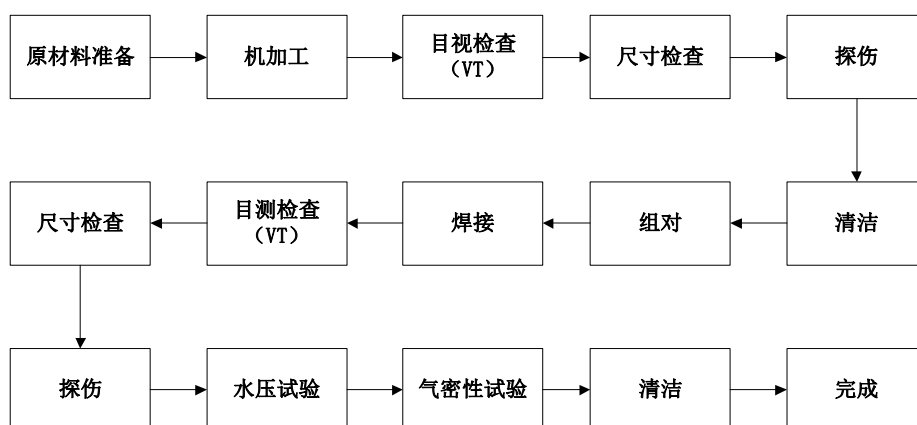 原材料准备
机加工
目视检查
（VT）
尺寸检查
探伤
清洁
组对
焊接
目测检查
（VT）
尺寸检查
探伤
水压试验
气密性试验
清洁
完成